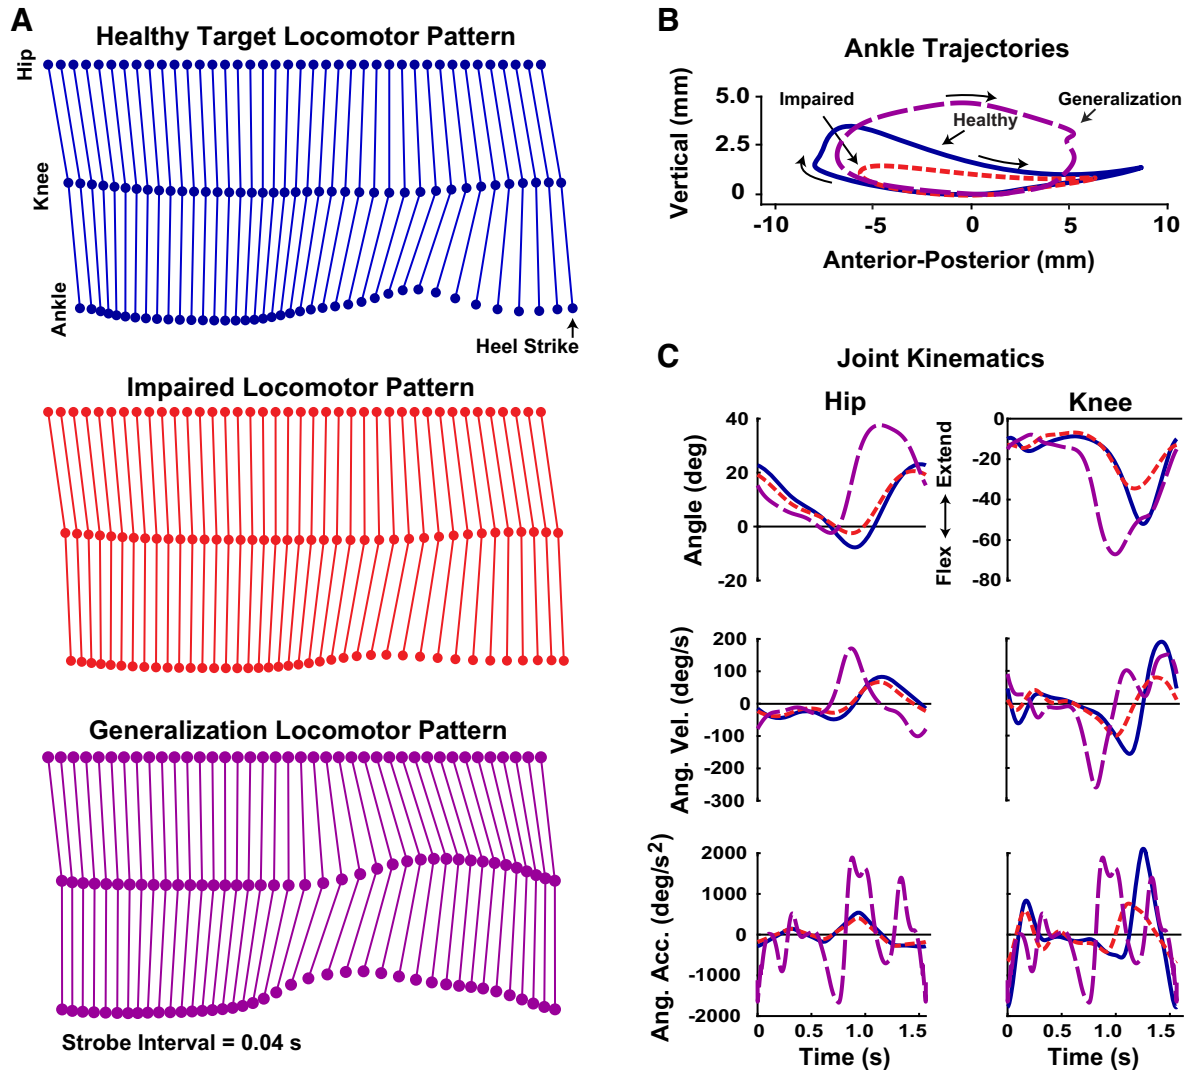 A
Healthy Target Locomotor Pattern
Hip
Knee
Ankle
Heel Strike
Impaired Locomotor Pattern
Generalization Locomotor Pattern
Strobe Interval = 0.04 s
B
Ankle Trajectories
Impaired
Healthy
Generalization
Vertical (mm)
5.0
2.5
0
-10
-5
0
5
10
Anterior-Posterior (mm)
C
Joint Kinematics
Hip
Knee
Angle (deg)
40
20
0
-20
Flex
Extend
0
-20
-40
-60
-80
Ang. Vel. (deg/s)
200
100
0
-100
-200
-300
Ang. Acc. (deg/s²)
2000
1000
0
-1000
-2000
0
0.5
1.0
1.5
Time (s)
0
0.5
1.0
1.5
Time (s)